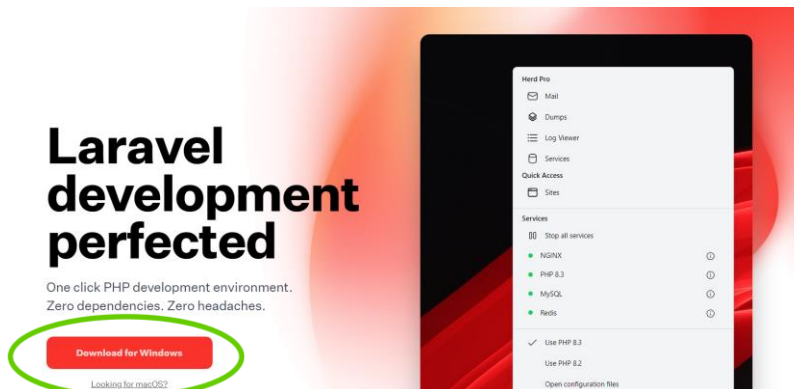 Laravel
development
perfected
One click PHP development environment.
Zero dependencies. Zero headaches.
Download for Windows
Looking for macOS?
Herd Pro
Mail
Dumps
Log Viewer
Services
Quick Access
Sites
Services
Stop all services
NGINX
PHP 8.3
MySQL
Redis
Use PHP 8.3
Use PHP 8.2
Open configuration files